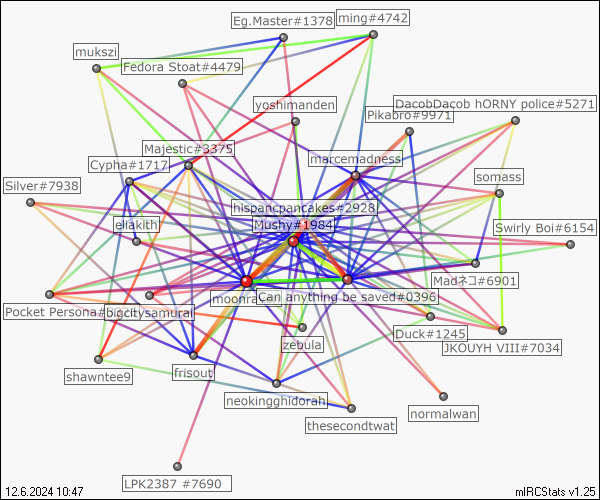 Eg.Master#1378
ming#4742
mukszi
Fedora Stoat#4479
yoshimanden
DacobDacob hORNY police#5271
Pikabro#9971
Majestic#3375
marcemadness
Cypha#1717
somass
Silver#7938
hispancpancakes#2928
Mushy#1984
eliakith
Swirly Boi#6154
Madネコ#6901
moonra
Can anything be saved#0396
Pocket Persona
bigcitysamurai
Duck#1245
zebula
JKOUYH VIII#7034
shawntee9
frisout
neokingghidorah
normalwan
thesecondtwat
LPK2387 #7690
12.6.2024 10:47
mIRCStats v1.25